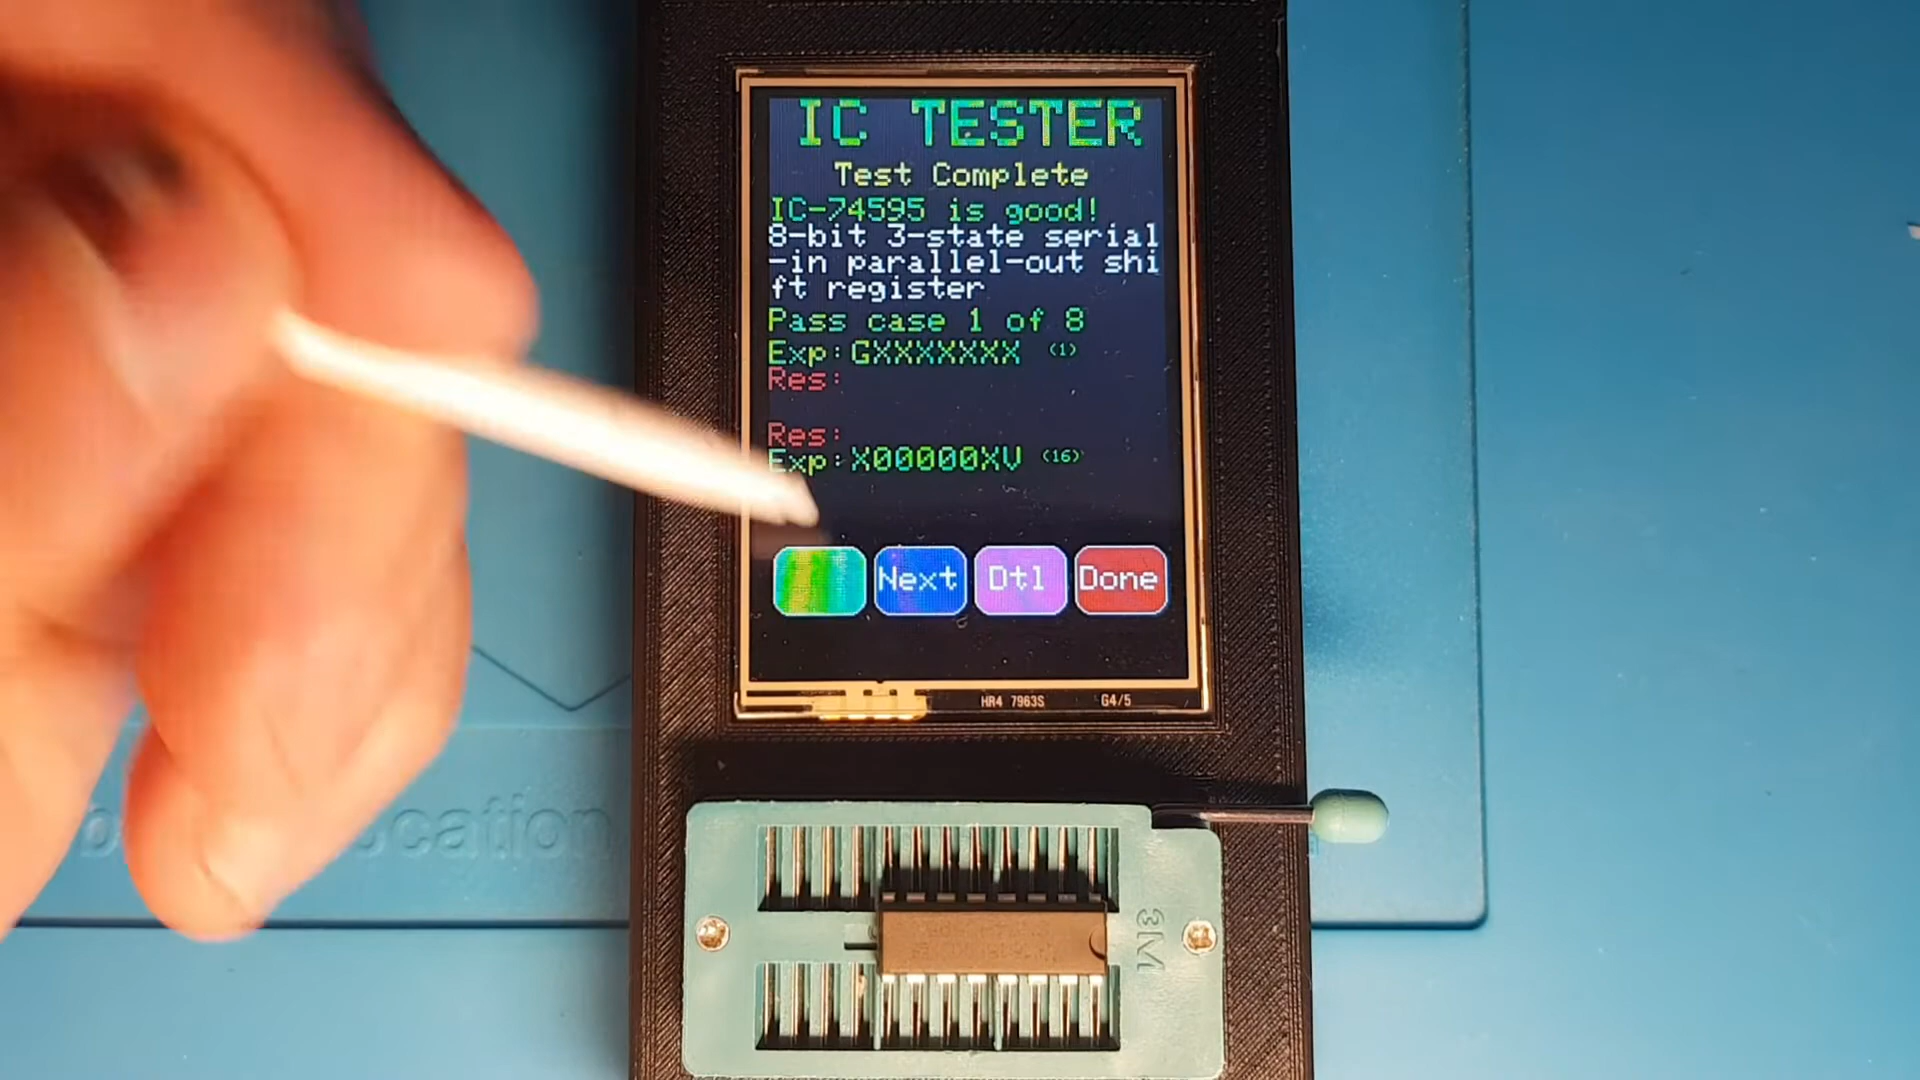 IC TESTER
Test Complete
IC-74595 is good!
8-bit 3-state serial
-in parallel-out shi
ft register
Pass case 1 of 8
Exp:GXXXXXXX (1)
Res:
Res:
Exp:X00000XV (16)
Next Dtl Done
HR4 7963S G4/5
3M